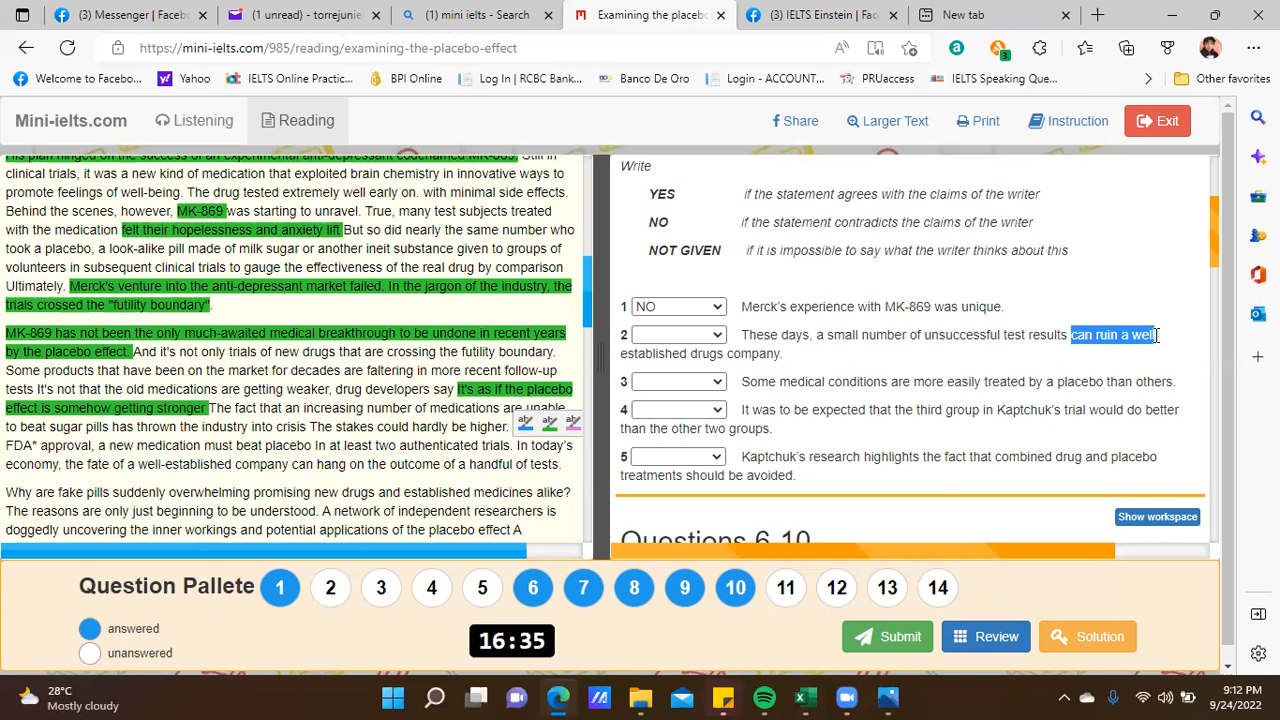 (3) Messenger | Faceb
(1 unread) - torrejunie
(1) mini ielts - Search
Examining the placeb
(3) IELTS Einstein | Fac
New tab
https://mini-ielts.com/985/reading/examining-the-placebo-effect
Welcome to Facebo...
Yahoo
IELTS Online Practic...
BPI Online
Log In | RCBC Bank...
Banco De Oro
Login - ACCOUNT...
PRUaccess
IELTS Speaking Que...
Other favorites
Mini-ielts.com
Listening
Reading
Share
Larger Text
Print
Instruction
Exit
His plan hinged on the success of an experimental anti-depressant codenamed MK-869. Still in
clinical trials, it was a new kind of medication that exploited brain chemistry in innovative ways to
promote feelings of well-being. The drug tested extremely well early on. with minimal side effects.
Behind the scenes, however, MK-869 was starting to unravel. True, many test subjects treated
with the medication felt their hopelessness and anxiety lift But so did nearly the same number who
took a placebo, a look-alike pill made of milk sugar or another ineit substance given to groups of
volunteers in subsequent clinical trials to gauge the effectiveness of the real drug by comparison
Ultimately. Merck's venture into the anti-depressant market failed. In the jargon of the industry, the
trials crossed the "futility boundary".
MK-869 has not been the only much-awaited medical breakthrough to be undone in recent years
by the placebo effect. And it's not only trials of new drugs that are crossing the futility boundary.
Some products that have been on the market for decades are faltering in more recent follow-up
tests It's not that the old medications are getting weaker, drug developers say It's as if the placebo
effect is somehow getting stronger The fact that an increasing number of medications are unable
to beat sugar pills has thrown the industry into crisis The stakes could hardly be higher.
FDA* approval, a new medication must beat placebo In at least two authenticated trials. In today's
economy, the fate of a well-established company can hang on the outcome of a handful of tests.
Why are fake pills suddenly overwhelming promising new drugs and established medicines alike?
The reasons are only just beginning to be understood. A network of independent researchers is
doggedly uncovering the inner workings and potential applications of the placebo effect A
Write
YES if the statement agrees with the claims of the writer
NO if the statement contradicts the claims of the writer
NOT GIVEN if it is impossible to say what the writer thinks about this
1 NO Merck's experience with MK-869 was unique.
2 These days, a small number of unsuccessful test results can ruin a well
established drugs company.
3 Some medical conditions are more easily treated by a placebo than others.
4 It was to be expected that the third group in Kaptchuk's trial would do better
than the other two groups.
5 Kaptchuk's research highlights the fact that combined drug and placebo
treatments should be avoided.
Show workspace
Questions 6-10
Question Pallete 1 2 3 4 5 6 7 8 9 10 11 12 13 14
answered
unanswered
16:35
Submit
Review
Solution
28°C
Mostly cloudy
9:12 PM
9/24/2022